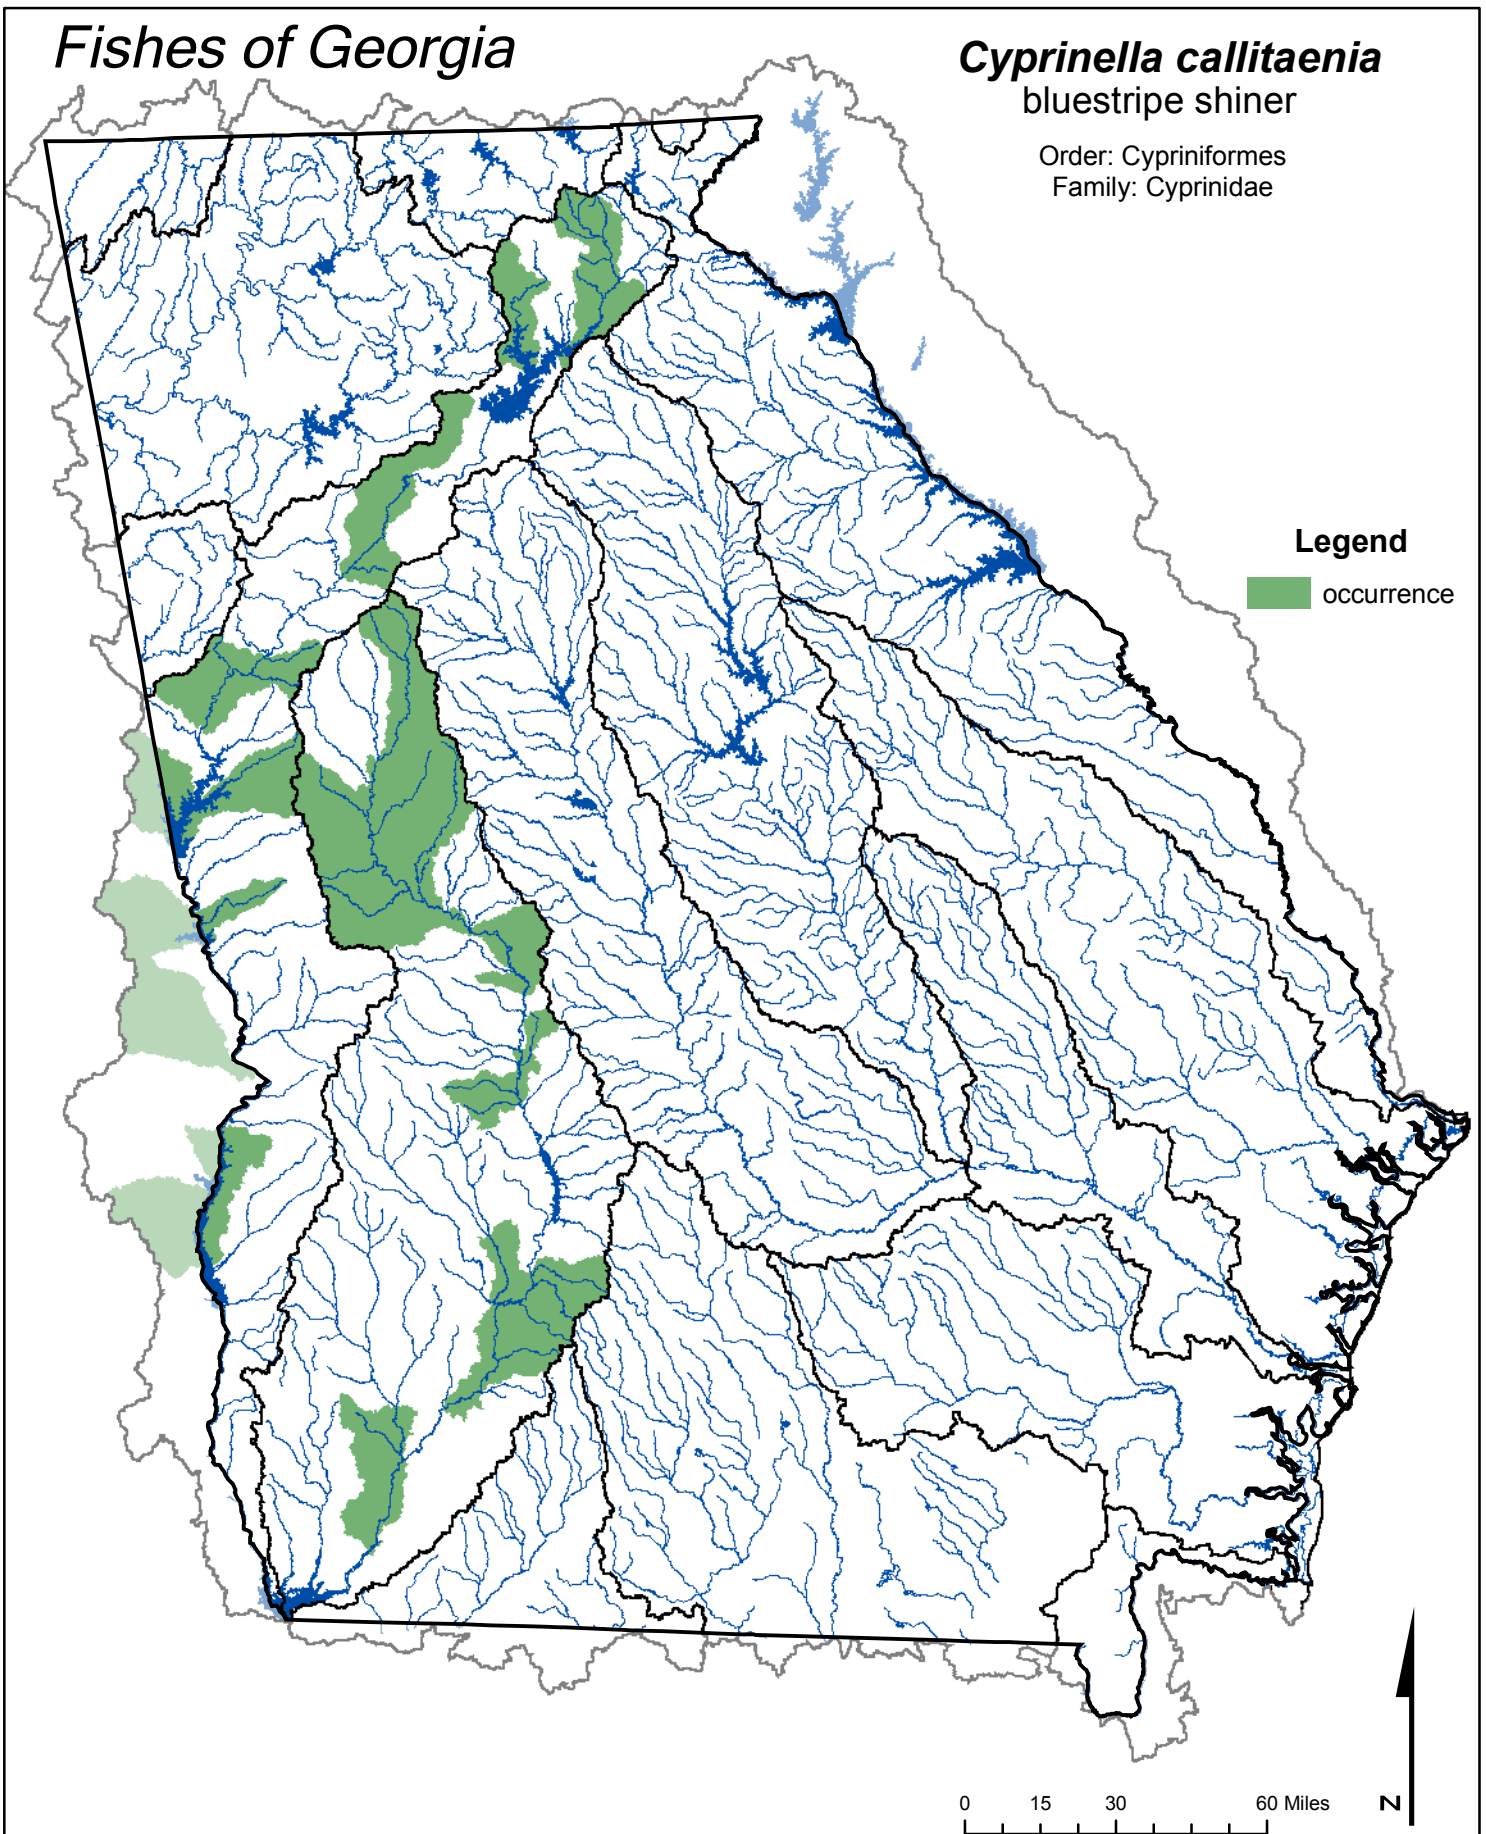 Fishes of Georgia
Cyprinella callitaenia
bluestripe shiner
Order: Cypriniformes
Family: Cyprinidae
Legend
occurrence
0 15 30 60 Miles
N